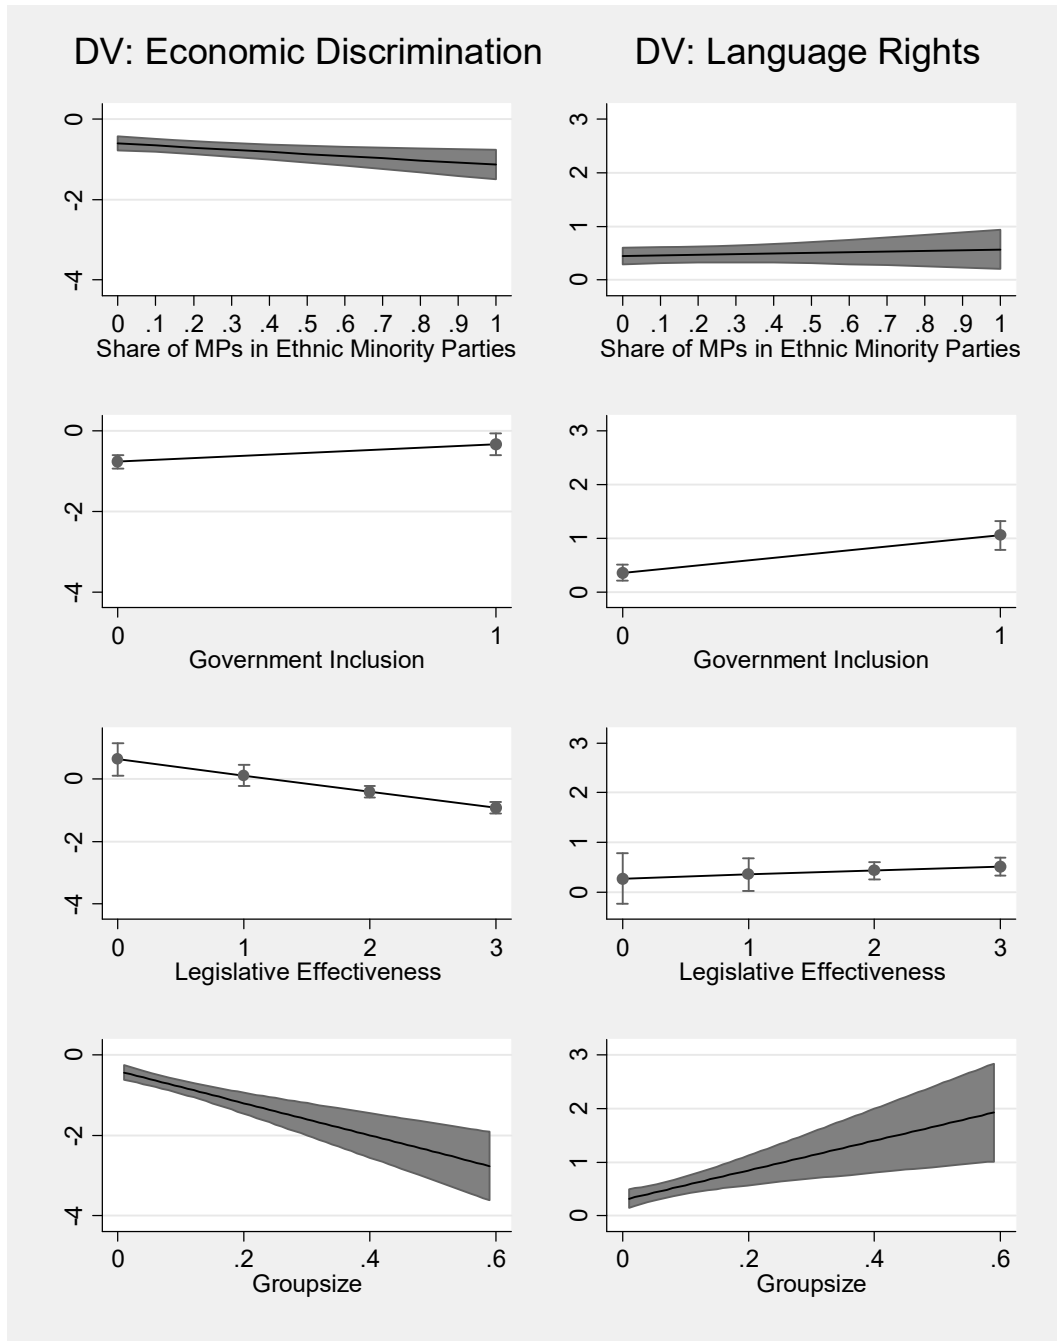 DV: Economic Discrimination
DV: Language Rights
0
-2
-4
0 .1 .2 .3 .4 .5 .6 .7 .8 .9 1
Share of MPs in Ethnic Minority Parties
3
2
1
0
0 .1 .2 .3 .4 .5 .6 .7 .8 .9 1
Share of MPs in Ethnic Minority Parties
0
-2
-4
0 1
Government Inclusion
3
2
1
0
0 1
Government Inclusion
0
-2
-4
0 1 2 3
Legislative Effectiveness
3
2
1
0
0 1 2 3
Legislative Effectiveness
0
-2
-4
0 .2 .4 .6
Groupsize
3
2
1
0
0 .2 .4 .6
Groupsize